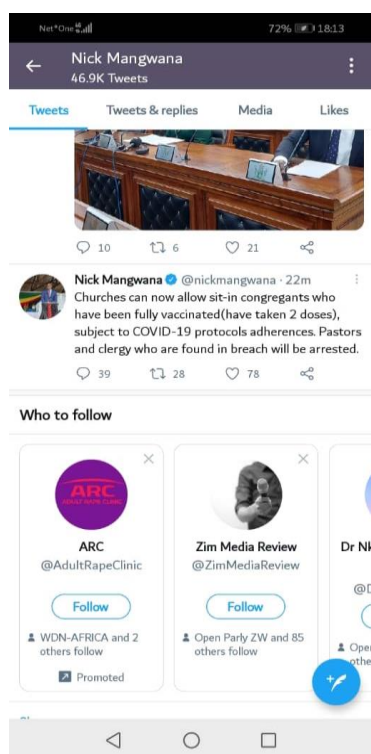 Net*One 72% 18:13
Nick Mangwana
46.9K Tweets
Tweets Tweets & replies Media Likes
10 6 21
Nick Mangwana @nickmangwana · 22m
Churches can now allow sit-in congregants who
have been fully vaccinated(have taken 2 doses),
subject to COVID-19 protocols adherences. Pastors
and clergy who are found in breach will be arrested.
39 28 78
Who to follow
ARC
ADULT RAPE CLINIC
ARC
@AdultRapeClinic
Follow
WDN-AFRICA and 2
others follow
Promoted
Zim Media Review
@ZimMediaReview
Follow
Open Parly ZW and 85
others follow
Dr Nk